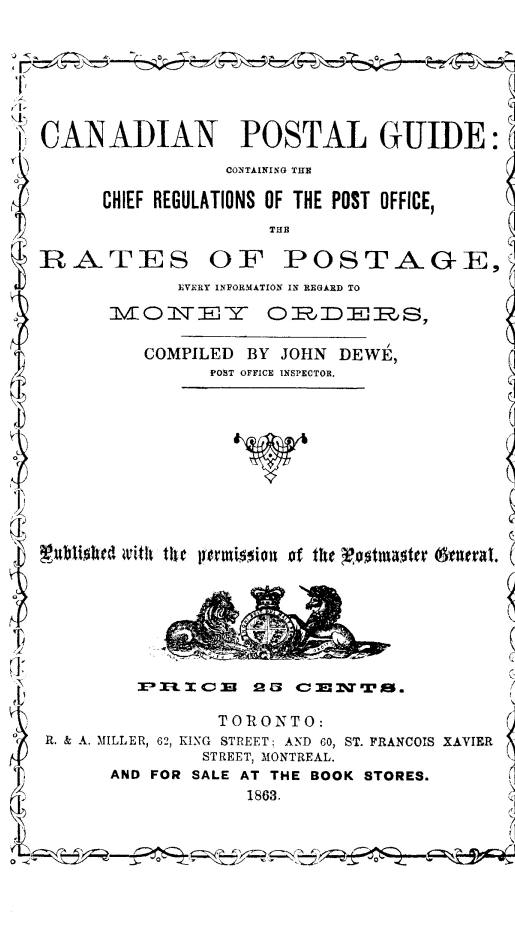 CANADIAN POSTAL GUIDE:
CONTAINING THE
CHIEF REGULATIONS OF THE POST OFFICE,
THE
RATES OF POSTAGE,
EVERY INFORMATION IN REGARD TO
MONEY ORDERS,
COMPILED BY JOHN DEWÉ,
POST OFFICE INSPECTOR.
Published with the permission of the Postmaster General.
PRICE 25 CENTS.
TORONTO:
R. & A. MILLER, 62, KING STREET; AND 60, ST. FRANCOIS XAVIER
STREET, MONTREAL.
AND FOR SALE AT THE BOOK STORES.
1863.